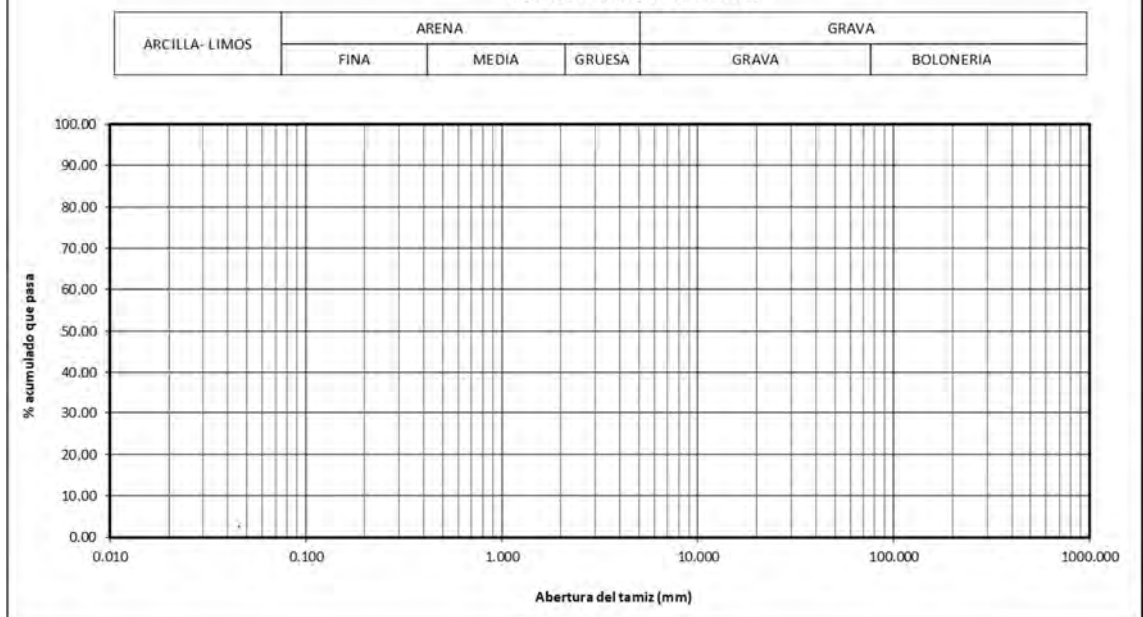 ARCILLA- LIMOS
ARENA
GRAVA
FINA
MEDIA
GRUESA
GRAVA
BOLONERIA
100.00
90.00
80.00
70.00
60.00
50.00
40.00
30.00
20.00
10.00
0.00
% acumulado que pasa
0.010
0.100
1.000
10.000
100.000
1000.000
Abertura del tamiz (mm)